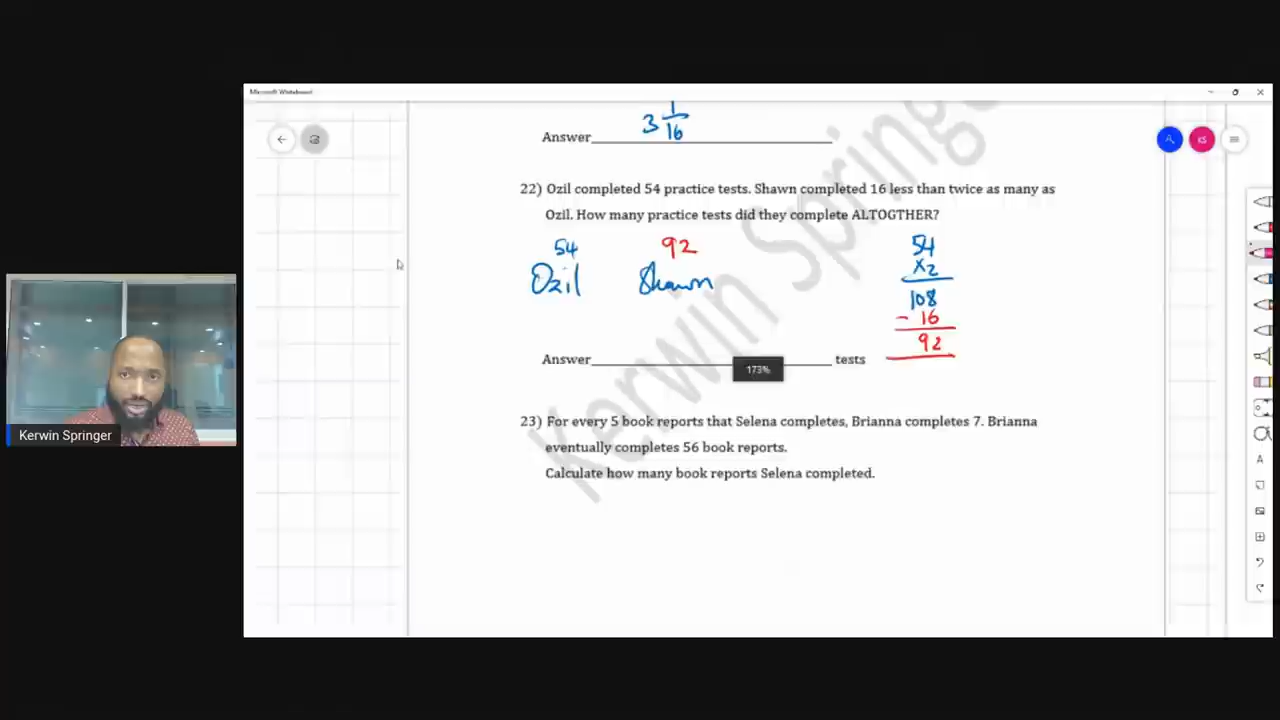 Microsoft Whiteboard
3 1/16
Answer
22) Ozil completed 54 practice tests. Shawn completed 16 less than twice as many as
Ozil. How many practice tests did they complete ALTOGTHER?
54
92
Ozil
Shawn
54
x2
108
- 16
92
Answer
tests
173%
23) For every 5 book reports that Selena completes, Brianna completes 7. Brianna
eventually completes 56 book reports.
Calculate how many book reports Selena completed.
Kerwin Springe
Kerwin Springer
KS
A